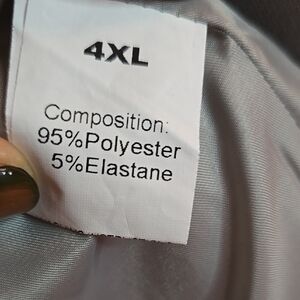 4XL
Composition:
95%Polyester
5%Elastane